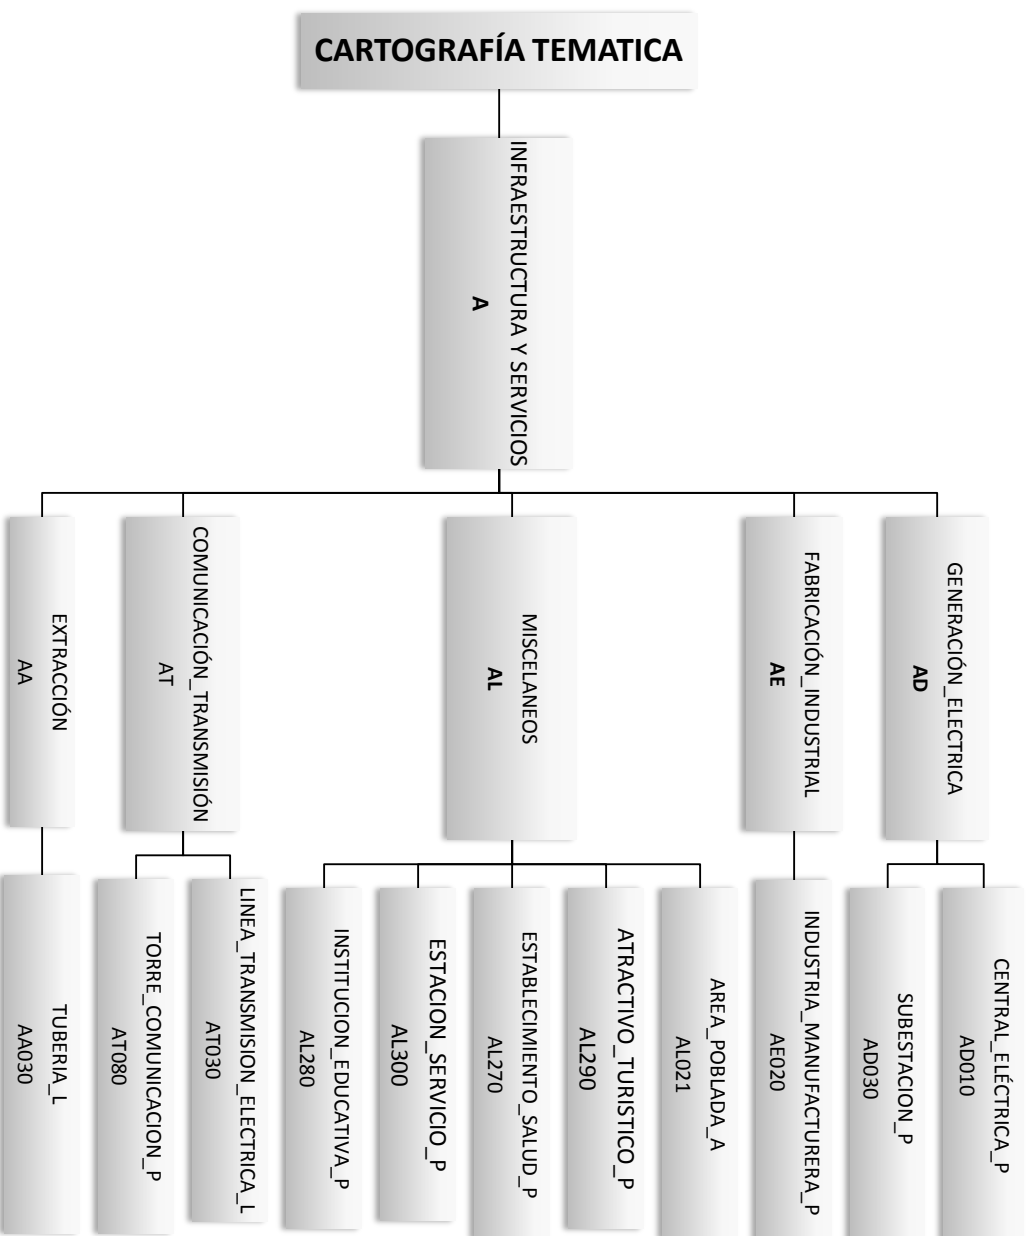 CARTOGRAFÍA TEMATICA
INFRAESTRUCTURA Y SERVICIOS
A
GENERACIÓN_ELECTRICA
AD
CENTRAL_ELÉCTRICA_P
AD010
SUBESTACION_P
AD030
FABRICACIÓN_INDUSTRIAL
AE
INDUSTRIA_MANUFACTURERA_P
AE020
MISCELANEOS
AL
AREA_POBLADA_A
AL021
ATRACTIVO_TURISTICO_P
AL290
ESTABLECIMIENTO_SALUD_P
AL270
ESTACION_SERVICIO_P
AL300
INSTITUCION_EDUCATIVA_P
AL280
COMUNICACIÓN_TRANSMISIÓN
AT
LINEA_TRANSMISION_ELECTRICA_L
AT030
TORRE_COMUNICACION_P
AT080
EXTRACCIÓN
AA
TUBERIA_L
AA030